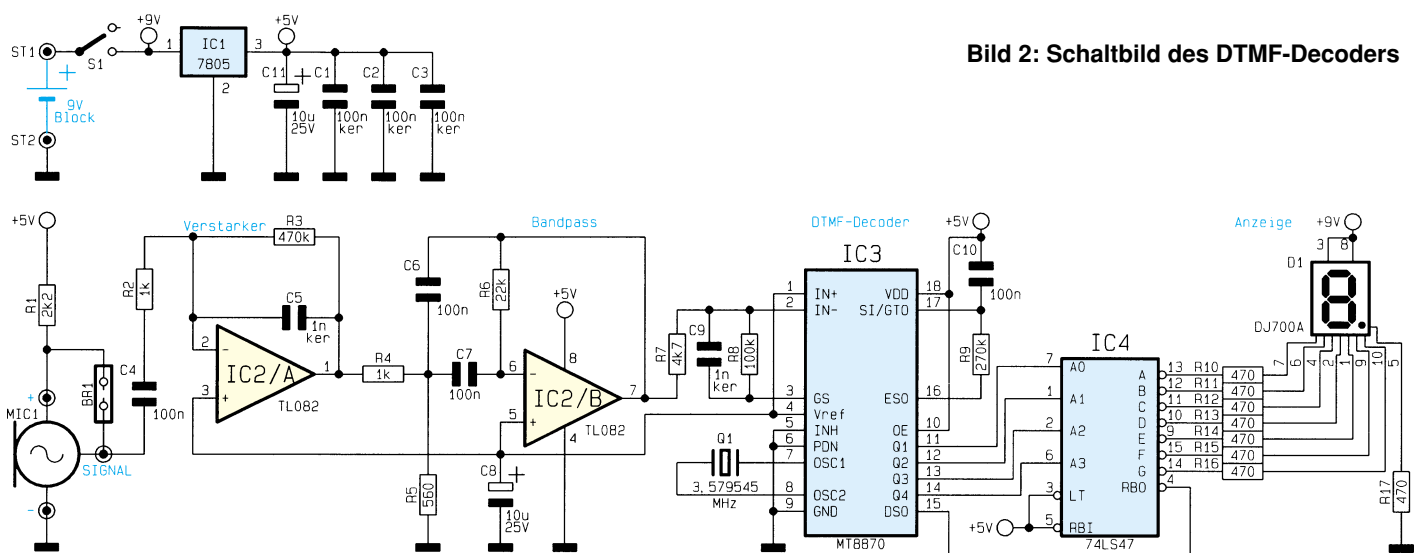 Bild 2: Schaltbild des DTMF-Decoders
+9V
+5V
ST1
S1
1
IC1
7805
3
2
C11
+
C1
C2
C3
+
9V
Block
10u
25V
100n
ker
100n
ker
100n
ker
ST2
+5V
Verstarker
R3
470k
Bandpass
DTMF-Decoder
+5V
Anzeige
+9V
R1
2k2
R2
1k
C5
1n
ker
C6
100n
R6
22k
+5V
IC3
C10
100n
3
8
D1
8.
DJ700A
1
IN+
VDD
18
2
IN-
SI/GTO
17
2
-
IC2/A
1
3
+
TL082
R4
1k
C7
100n
6
-
8
IC2/B
7
5
+
4
TL082
R7
4k7
C9
1n
ker
R8
100k
R9
270k
IC4
BR1
C4
100n
MIC1
+
-
SIGNAL
R5
560
C8
+
10u
25V
3
GS
ESO
16
4
Vref
5
INH
OE
10
6
PDN
Q1
11
7
OSC1
Q2
12
Q3
13
8
OSC2
Q4
14
9
GND
DSO
15
MT8870
Q1
3,579545
MHz
7
A0
1
A1
2
A2
6
A3
3
LT
5
RBI
+5V
74LS47
A
13
R10
470
B
12
R11
470
C
11
R12
470
D
10
R13
470
E
9
R14
470
F
15
R15
470
G
14
R16
470
RBO
4
7
6
4
2
1
9
10
5
R17
470